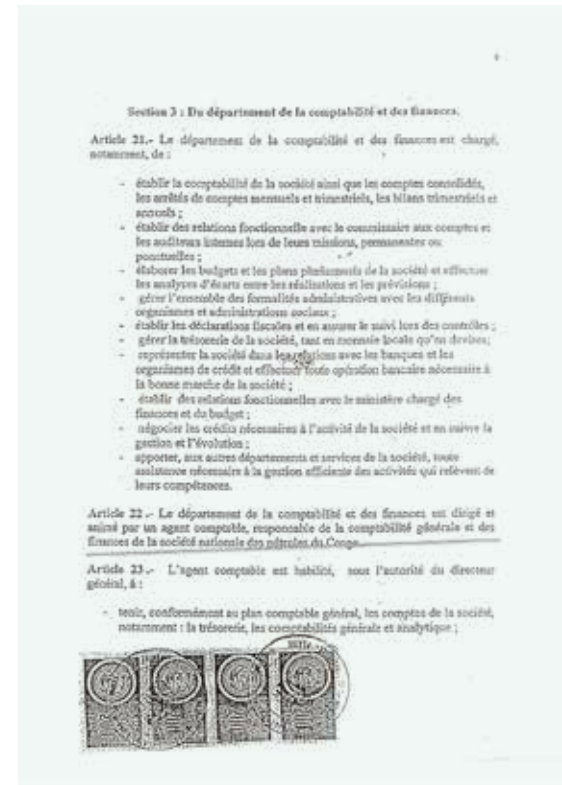 Section 3 : Du département de la comptabilité et des finances.
Article 21.- Le département de la comptabilité et des finances est chargé,
notamment, de :
- établir la comptabilité de la société ainsi que les comptes consolidés,
les arrêtés de comptes mensuels et trimestriels, les bilans trimestriels et
annuels ;
- établir des relations fonctionnelle avec le commissaire aux comptes et
les auditeurs internes lors de leurs missions, permanentes ou
ponctuelles ;
- élaborer les budgets et les plans pluriannuels de la société et effectuer
les analyses d'écarts entre les réalisations et les prévisions ;
- gérer l'ensemble des formalités administratives avec les différents
organismes et administrations sociaux ;
- établir les déclarations fiscales et en assurer le suivi lors des contrôles ;
- gérer la trésorerie de la société, tant en monnaie locale qu'en devises;
- représenter la société dans les relations avec les banques et les
organismes de crédit et effectuer toute opération bancaire nécessaire à
la bonne marche de la société ;
- établir des relations fonctionnelles avec le ministère chargé des
finances et du budget ;
- négocier les crédits nécessaires à l'activité de la société et en suivre la
gestion et l'évolution ;
- apporter, aux autres départements et services de la société, toute
assistance nécessaire à la gestion efficiente des activités qui relèvent de
leurs compétences.
Article 22 .- Le département de la comptabilité et des finances est dirigé et
animé par un agent comptable, responsable de la comptabilité générale et des
finances de la société nationale des pétroles du Congo.
Article 23.- L'agent comptable est habilité, sous l'autorité du directeur
général, à :
- tenir, conformément au plan comptable général, les comptes de la société,
notamment : la trésorerie, les comptabilités générale et analytique ;